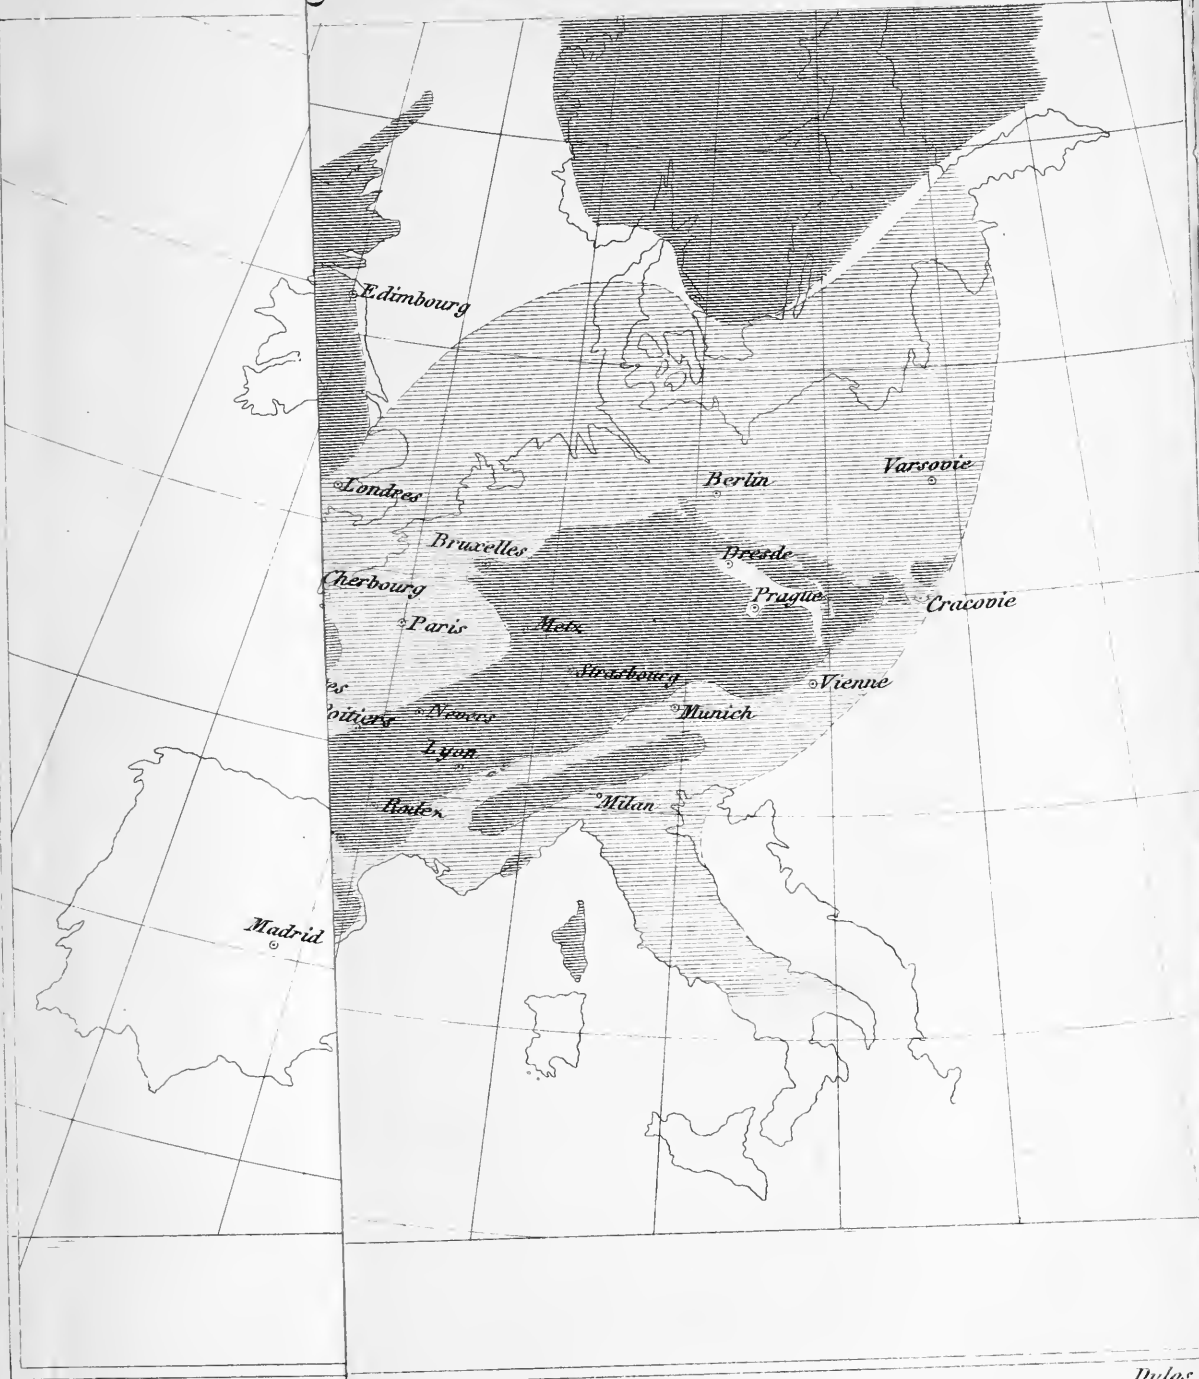 Edimbourg
Londres
Berlin
Varsovie
Bruxelles
Dresde
Cherbourg
Prague
Cracovie
Paris
Metz
Strasbourg
Vienne
Poitiers
Nevers
Munich
Lyon
Milan
Rodez
Madrid